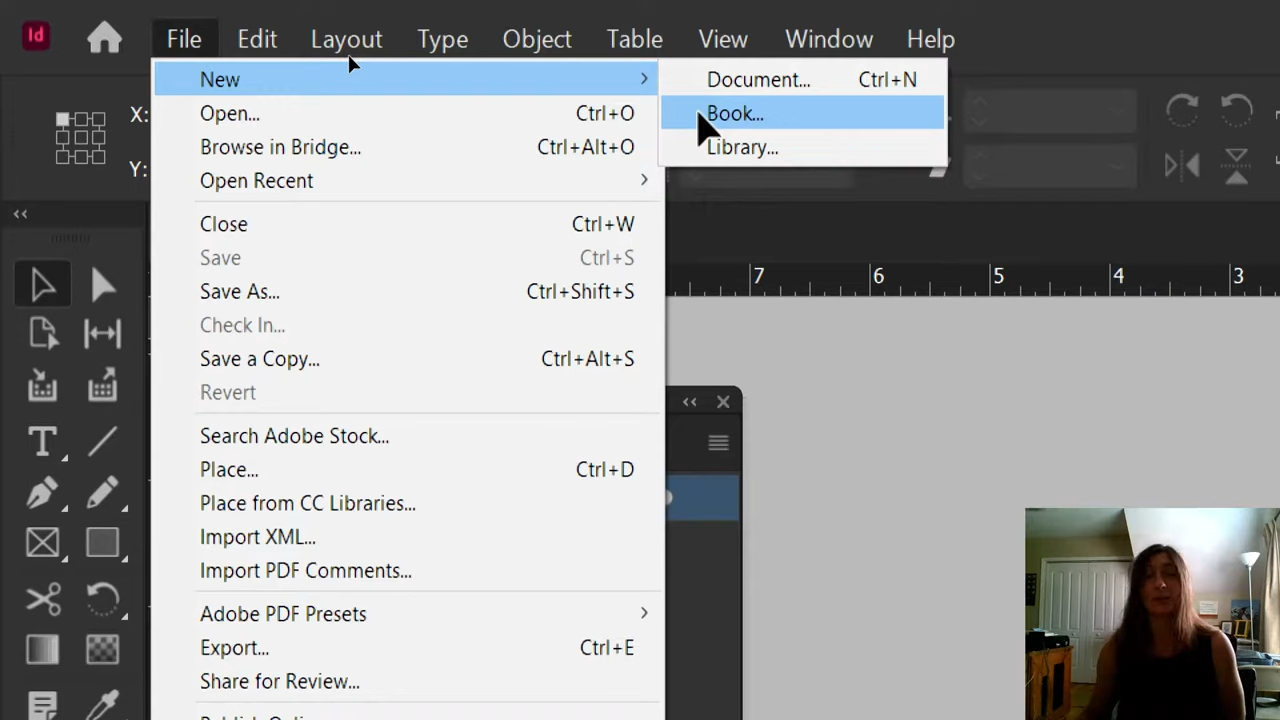 Id
File Edit Layout Type Object Table View Window Help
New
Open... Ctrl+O
Browse in Bridge... Ctrl+Alt+O
Open Recent
Close Ctrl+W
Save Ctrl+S
Save As... Ctrl+Shift+S
Check In...
Save a Copy... Ctrl+Alt+S
Revert
Search Adobe Stock...
Place... Ctrl+D
Place from CC Libraries...
Import XML...
Import PDF Comments...
Adobe PDF Presets
Export... Ctrl+E
Share for Review...
Document... Ctrl+N
Book...
Library...
X:
Y:
7 6 5 4 3